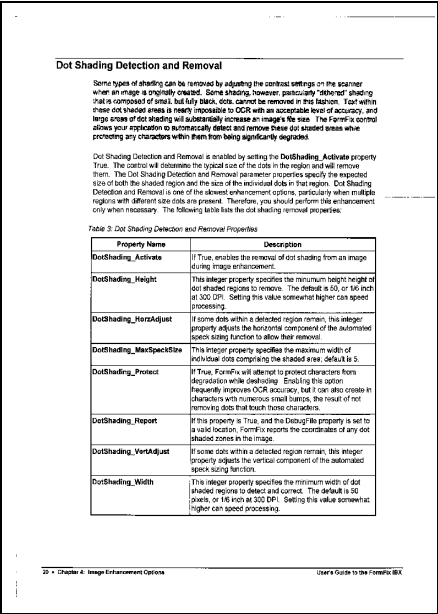 Dot Shading Detection and Removal
Some types of shading can be removed by adjusting the contrast settings on the scanner
when an image is originally created. Some shading, however, particularly "dithered" shading
that is composed of small, but fully black, dots, cannot be removed in this fashion. Text within
these dot shaded areas is nearly impossible to OCR with an acceptable level of accuracy, and
large areas of dot shading will substantially increase an image's file size. The FormFix control
allows your application to automatically detect and remove these dot shaded areas while
protecting any characters within them from being significantly degraded.
Dot Shading Detection and Removal is enabled by setting the DotShading_Activate property
True. The control will determine the typical size of the dots in the region and will remove
them. The Dot Shading Detection and Removal parameter properties specify the expected
size of both the shaded region and the size of the individual dots in that region. Dot Shading
Detection and Removal is one of the slowest enhancement options, particularly when multiple
regions with different size dots are present. Therefore, you should perform this enhancement
only when necessary. The following table lists the dot shading removal properties:
Table 3: Dot Shading Detection and Removal Properties
Property Name Description
DotShading_Activate If True, enables the removal of dot shading from an image
during image enhancement.
DotShading_Height This integer property specifies the minumum height height of
dot shaded regions to remove. The default is 50, or 1/6 inch
at 300 DPI. Setting this value somewhat higher can speed
processing.
DotShading_HorzAdjust If some dots within a detected region remain, this integer
property adjusts the horizontal component of the automated
speck sizing function to allow their removal.
DotShading_MaxSpeckSize This integer property specifies the maximum width of
individual dots comprising the shaded area; default is 5.
DotShading_Protect If True, FormFix will attempt to protect characters from
degradation while deshading. Enabling this option
frequently improves OCR accuracy, but it can also create in
characters with numerous small bumps, the result of not
removing dots that touch those characters.
DotShading_Report If this property is True, and the DebugFile property is set to
a valid location, FormFix reports the coordinates of any dot
shaded zones in the image.
DotShading_VertAdjust If some dots within a detected region remain, this integer
property adjusts the vertical component of the automated
speck sizing function.
DotShading_Width This integer property specifies the minimum width of dot
shaded regions to detect and correct. The default is 50
pixels, or 1/6 inch at 300 DPI. Setting this value somewhat
higher can speed processing.
20 • Chapter 4: Image Enhancement Options User's Guide to the FormFix IBX